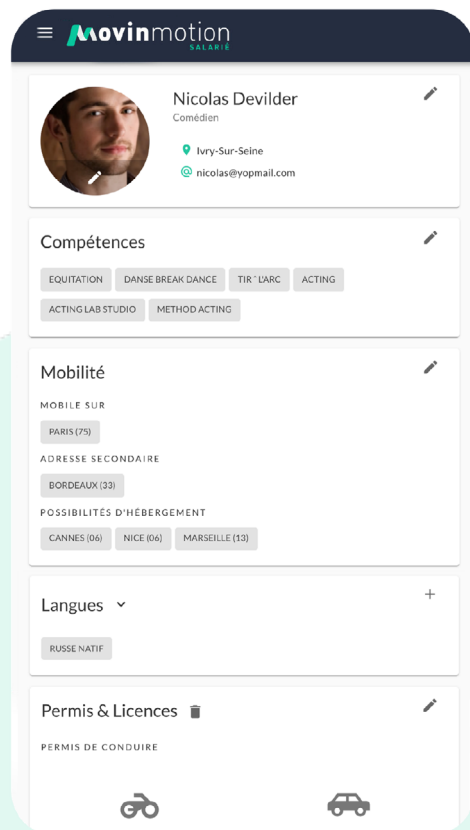 Movinmotion
SALARIÉ
Nicolas Devilder
Comédien
Ivry-Sur-Seine
@ nicolas@yopmail.com
Compétences
EQUITATION DANSE BREAK DANCE TIR ˆ L'ARC ACTING
ACTING LAB STUDIO METHOD ACTING
Mobilité
MOBILE SUR
PARIS (75)
ADRESSE SECONDAIRE
BORDEAUX (33)
POSSIBILITÉS D'HÉBERGEMENT
CANNES (06) NICE (06) MARSEILLE (13)
Langues
RUSSE NATIF
Permis & Licences
PERMIS DE CONDUIRE